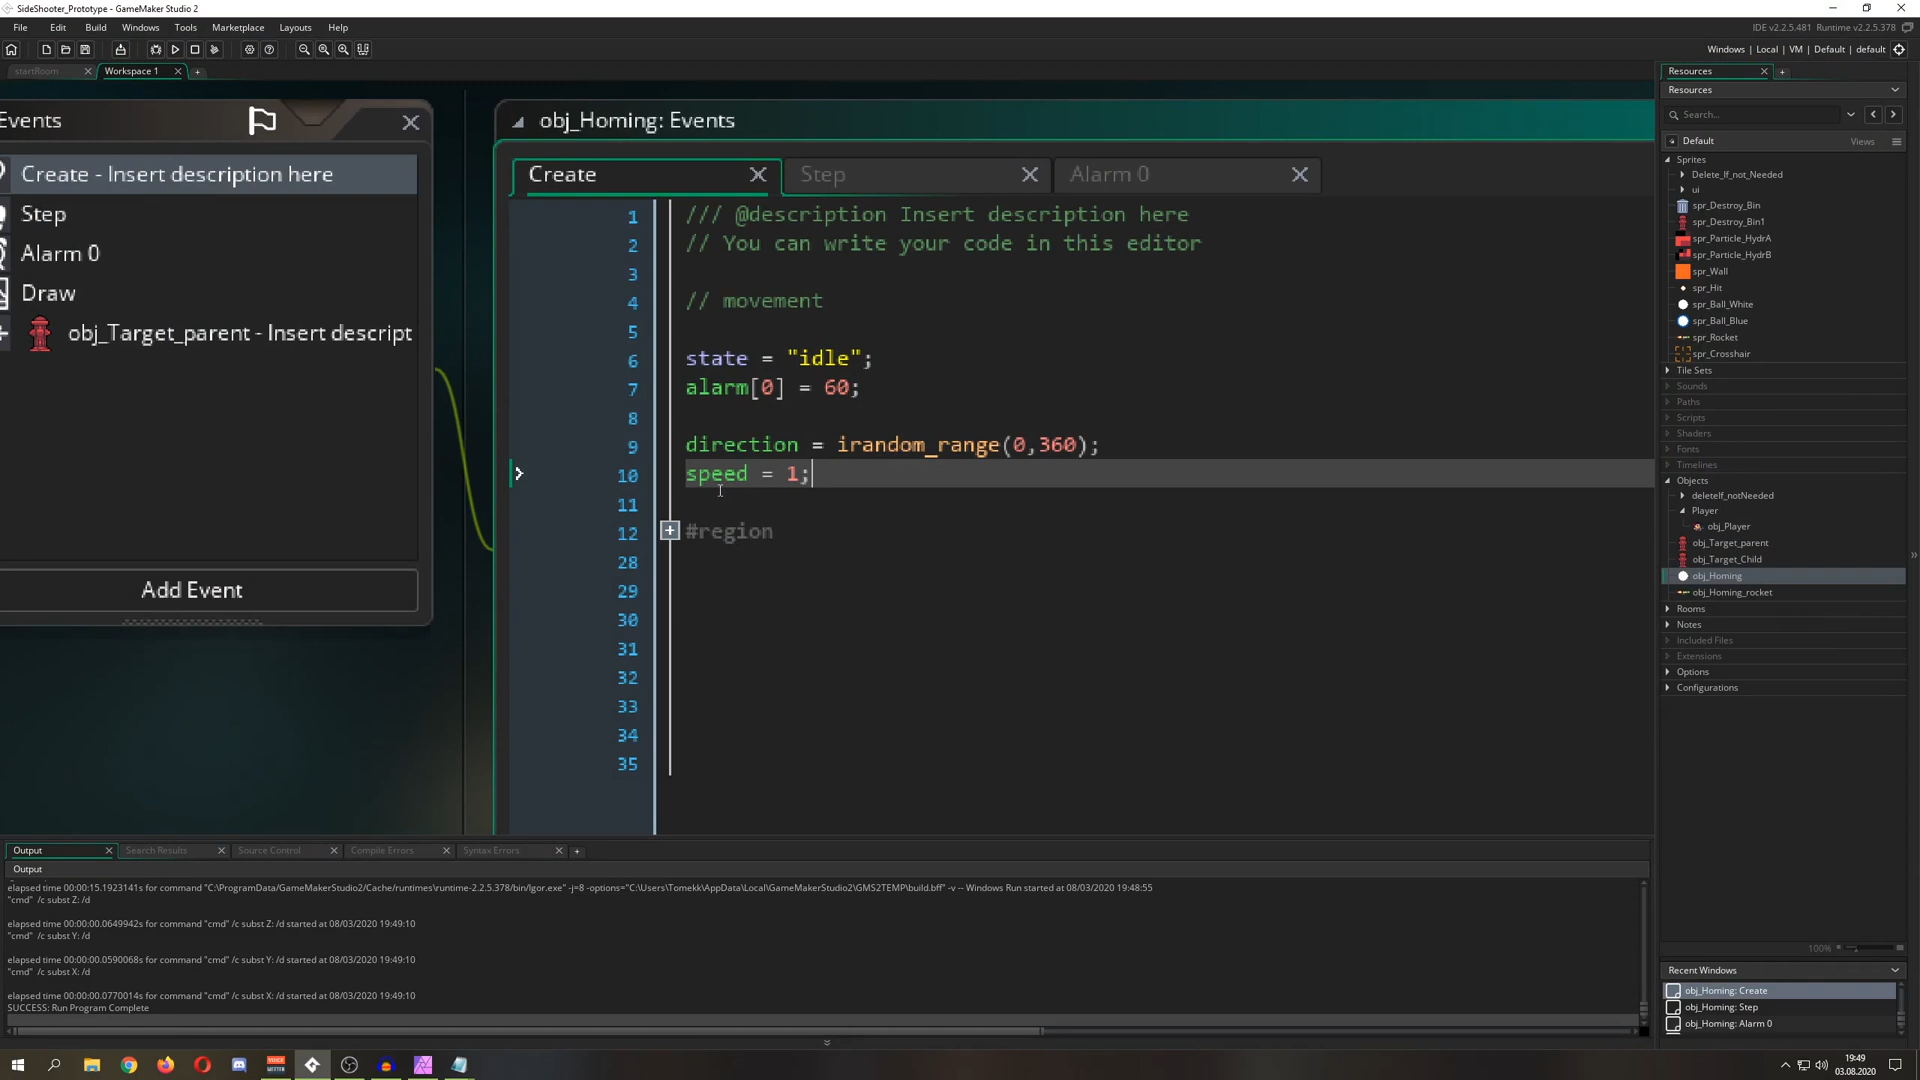 SideShooter_Prototype - GameMaker Studio 2
File Edit Build Windows Tools Marketplace Layouts Help
IDE v2.2.5.481 Runtime v2.2.5.378
Windows | Local | VM | Default | default
startRoom
Workspace 1
Events
Create - Insert description here
Step
Alarm 0
Draw
obj_Target_parent - Insert descript
Add Event
obj_Homing: Events
Create
Step
Alarm 0
1 /// @description Insert description here
2 // You can write your code in this editor
3
4 // movement
5
6 state = "idle";
7 alarm[0] = 60;
8
9 direction = irandom_range(0,360);
10 speed = 1;
11
12 #region
28
29
30
31
32
33
34
35
Resources
Resources
Search...
Default
Views
Sprites
Delete_If_not_Needed
ui
spr_Destroy_Bin
spr_Destroy_Bin1
spr_Particle_HydrA
spr_Particle_HydrB
spr_Wall
spr_Hit
spr_Ball_White
spr_Ball_Blue
spr_Rocket
spr_Crosshair
Tile Sets
Sounds
Paths
Scripts
Shaders
Fonts
Timelines
Objects
deleteIf_notNeeded
Player
obj_Player
obj_Target_parent
obj_Target_Child
obj_Homing
obj_Homing_rocket
Rooms
Notes
Included Files
Extensions
Options
Configurations
100%
Recent Windows
obj_Homing: Create
obj_Homing: Step
obj_Homing: Alarm 0
Output
Search Results
Source Control
Compile Errors
Syntax Errors
Output
elapsed time 00:00:15.1923141s for command "C:\ProgramData/GameMakerStudio2/Cache/runtimes\runtime-2.2.5.378/bin/Igor.exe" -j=8 -options="C:\Users\Tomekk\AppData\Local\GameMakerStudio2\GMS2TEMP\build.bff" -v -- Windows Run started at 08/03/2020 19:48:55
"cmd" /c subst Z: /d
elapsed time 00:00:00.0649942s for command "cmd" /c subst Z: /d started at 08/03/2020 19:49:10
"cmd" /c subst Y: /d
elapsed time 00:00:00.0590068s for command "cmd" /c subst Y: /d started at 08/03/2020 19:49:10
"cmd" /c subst X: /d
elapsed time 00:00:00.0770014s for command "cmd" /c subst X: /d started at 08/03/2020 19:49:10
SUCCESS: Run Program Complete
19:49
03.08.2020